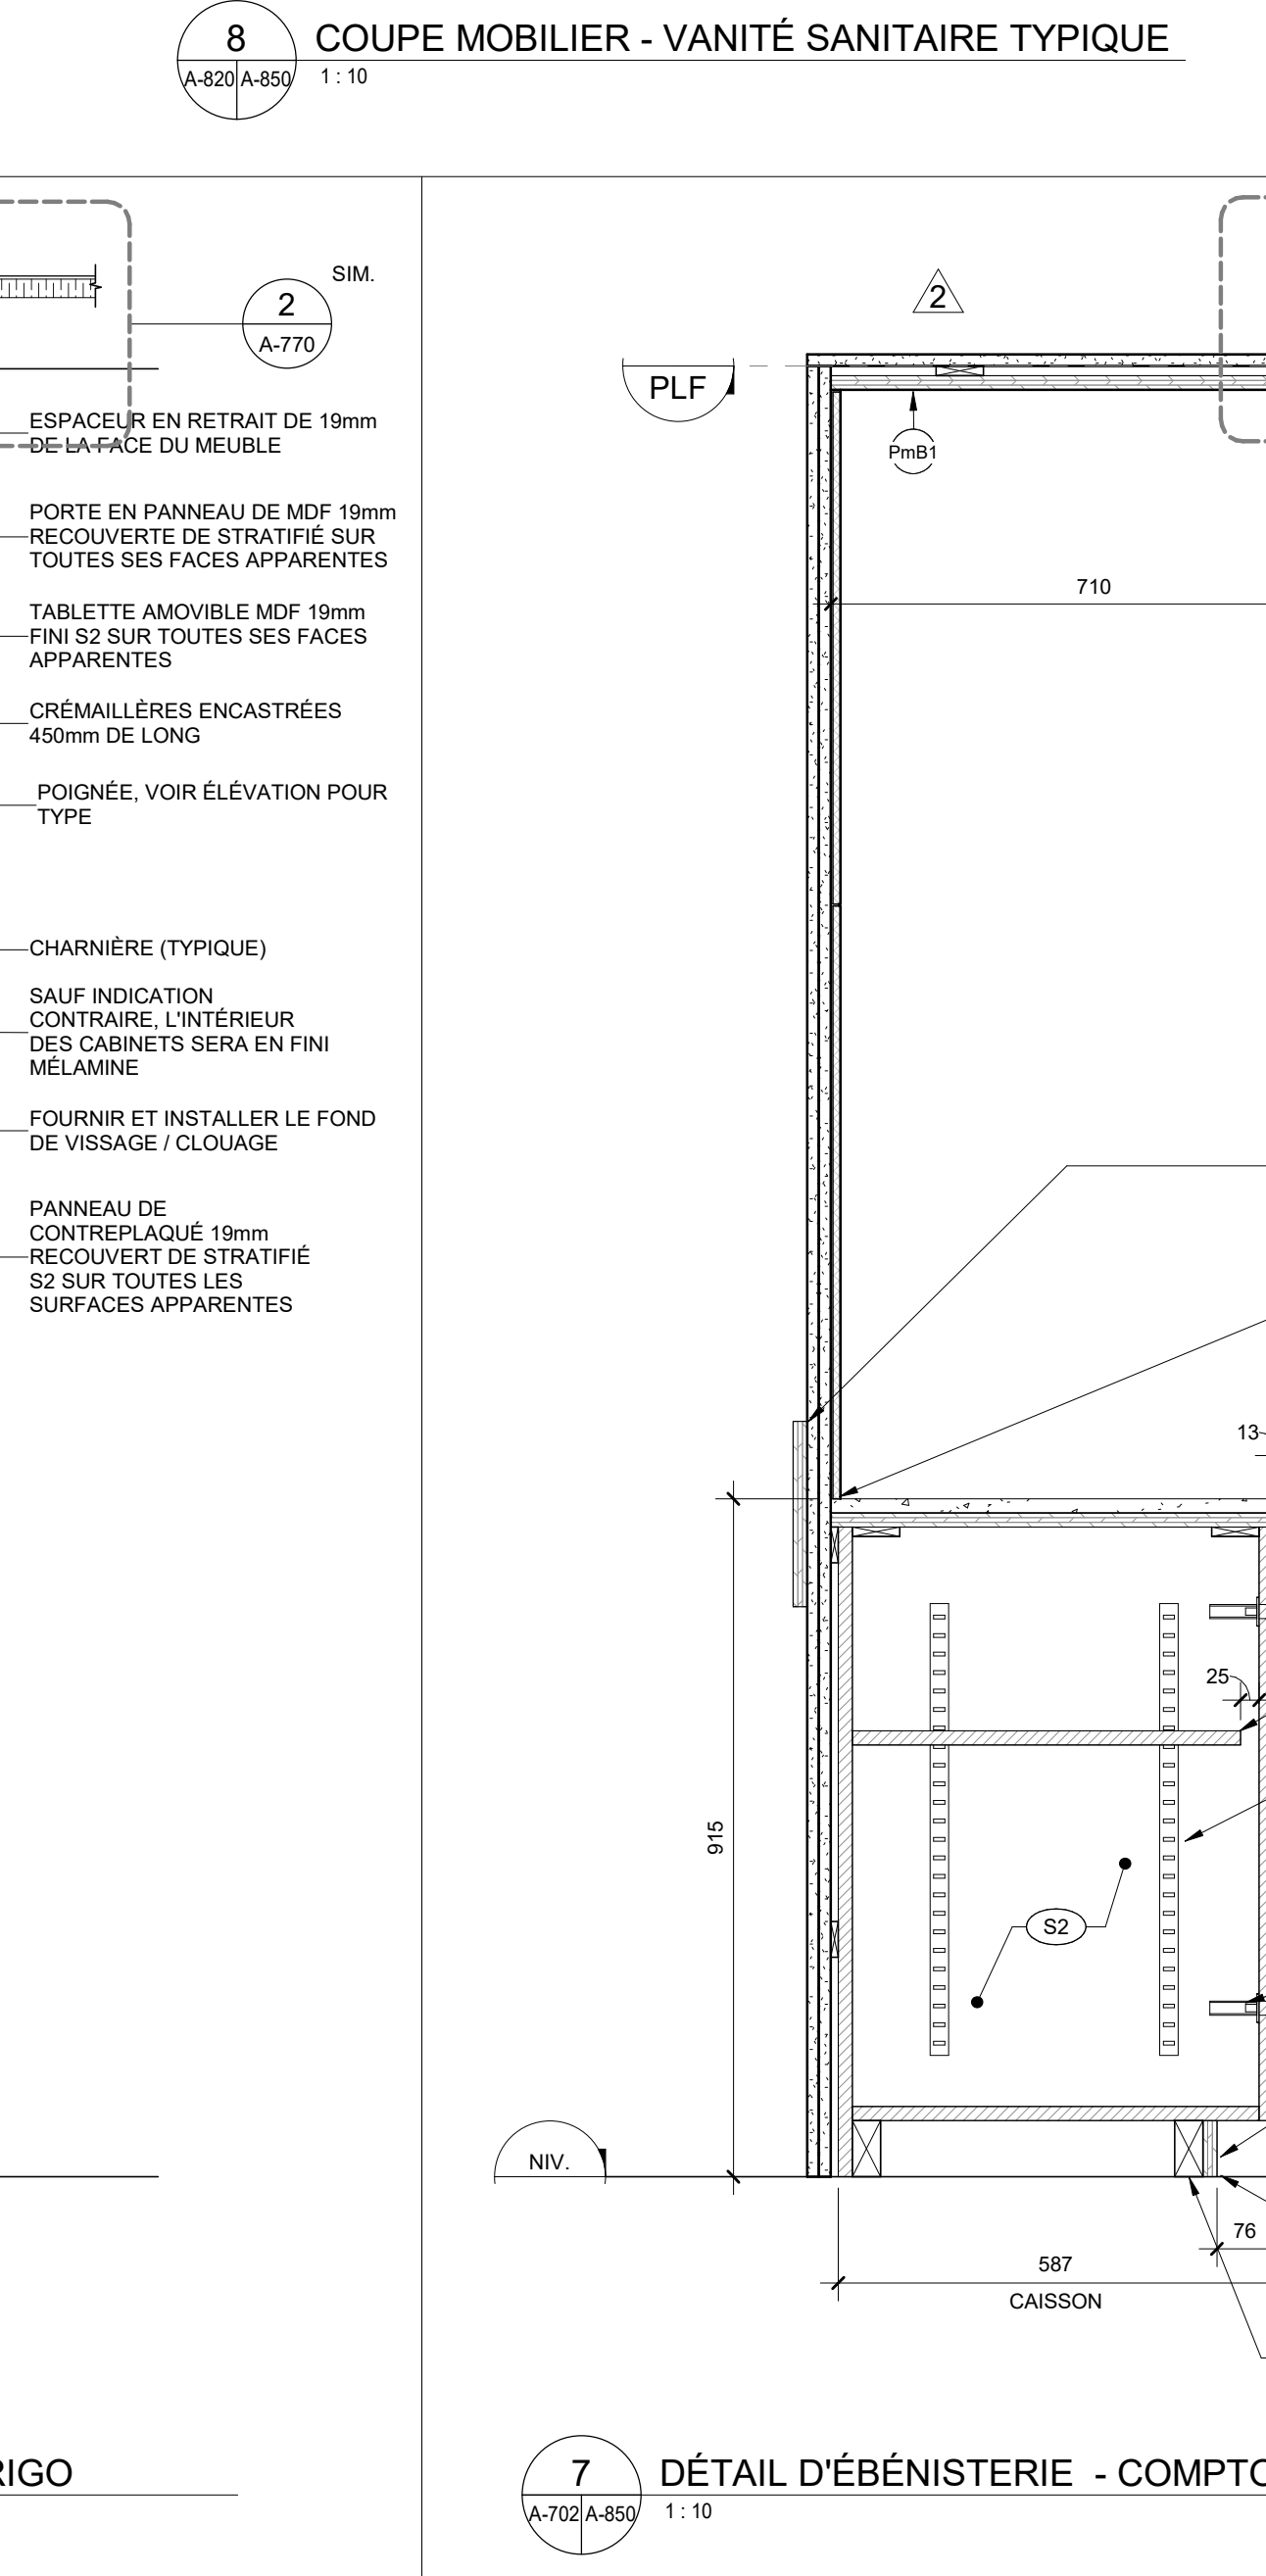 8
COUPE MOBILIER - VANITÉ SANITAIRE TYPIQUE
A-820 A-850
1 : 10
SIM.
2
A-770
ESPACEUR EN RETRAIT DE 19mm
DE LA FACE DU MEUBLE
PORTE EN PANNEAU DE MDF 19mm
RECOUVERTE DE STRATIFIÉ SUR
TOUTES SES FACES APPARENTES
TABLETTE AMOVIBLE MDF 19mm
FINI S2 SUR TOUTES SES FACES
APPARENTES
CRÉMAILLÈRES ENCASTRÉES
450mm DE LONG
POIGNÉE, VOIR ÉLÉVATION POUR
TYPE
CHARNIÈRE (TYPIQUE)
SAUF INDICATION
CONTRAIRE, L'INTÉRIEUR
DES CABINETS SERA EN FINI
MÉLAMINE
FOURNIR ET INSTALLER LE FOND
DE VISSAGE / CLOUAGE
PANNEAU DE
CONTREPLAQUÉ 19mm
RECOUVERT DE STRATIFIÉ
S2 SUR TOUTES LES
SURFACES APPARENTES
RIGO
2
PLF
PmB1
710
13
25
915
S2
NIV.
76
587
CAISSON
7
DÉTAIL D'ÉBÉNISTERIE - COMPTO
A-702 A-850
1 : 10